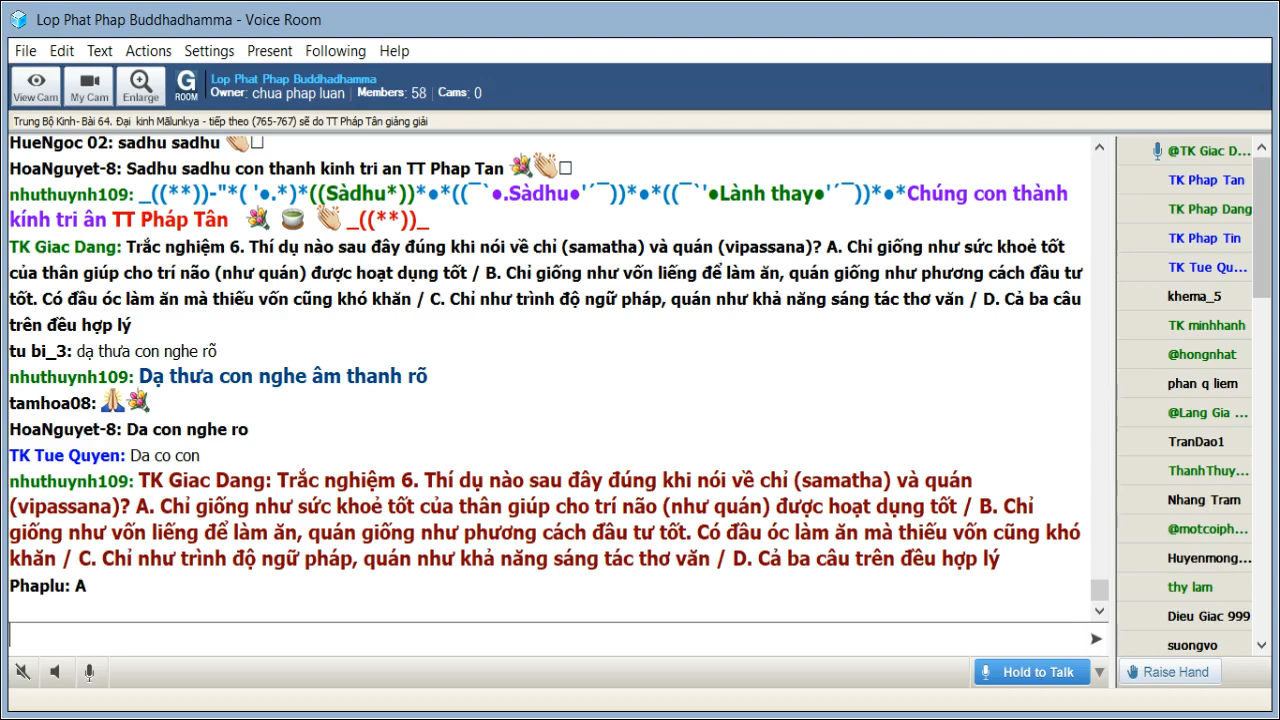 Lop Phat Phap Buddhadhamma - Voice Room
File Edit Text Actions Settings Present Following Help
View Cam My Cam Enlarge G ROOM
Lop Phat Phap Buddhadhamma
Owner: chua phap luan Members: 58 Cams: 0
Trung Bộ Kinh- Bài 64. Đại kinh Mālunkya - tiếp theo (765-767) sẽ do TT Pháp Tân giảng giải
HueNgoc 02: sadhu sadhu 👏🏻□
HoaNguyet-8: Sadhu sadhu con thanh kinh tri an TT Phap Tan 💐👏🏻□
nhuthuynh109: _((**))-"*( '●.*)*((Sàdhu*))*●*((¯`●.Sàdhu●'´¯))*●*((¯`'●Lành thay●'´¯))*●*Chúng con thành
kính tri ân TT Pháp Tân 💐 🍵 👏🏻 _((**))_
TK Giac Dang: Trắc nghiệm 6. Thí dụ nào sau đây đúng khi nói về chỉ (samatha) và quán (vipassana)? A. Chỉ giống như sức khoẻ tốt
của thân giúp cho trí não (như quán) được hoạt dụng tốt / B. Chỉ giống như vốn liếng để làm ăn, quán giống như phương cách đầu tư
tốt. Có đầu óc làm ăn mà thiếu vốn cũng khó khăn / C. Chỉ như trình độ ngữ pháp, quán như khả năng sáng tác thơ văn / D. Cả ba câu
trên đều hợp lý
tu bi_3: dạ thưa con nghe rõ
nhuthuynh109: Dạ thưa con nghe âm thanh rõ
tamhoa08: 🙏🏻💐
HoaNguyet-8: Da con nghe ro
TK Tue Quyen: Da co con
nhuthuynh109: TK Giac Dang: Trắc nghiệm 6. Thí dụ nào sau đây đúng khi nói về chỉ (samatha) và quán
(vipassana)? A. Chỉ giống như sức khoẻ tốt của thân giúp cho trí não (như quán) được hoạt dụng tốt / B. Chỉ
giống như vốn liếng để làm ăn, quán giống như phương cách đầu tư tốt. Có đầu óc làm ăn mà thiếu vốn cũng khó
khăn / C. Chỉ như trình độ ngữ pháp, quán như khả năng sáng tác thơ văn / D. Cả ba câu trên đều hợp lý
Phaplu: A
Hold to Talk
@TK Giac D...
TK Phap Tan
TK Phap Dang
TK Phap Tin
TK Tue Qu...
khema_5
TK minhhanh
@hongnhat
phan q liem
@Lang Gia ...
TranDao1
ThanhThuy...
Nhang Tram
@motcoiph...
Huyenmong...
thy lam
Dieu Giac 999
suongvo
Raise Hand